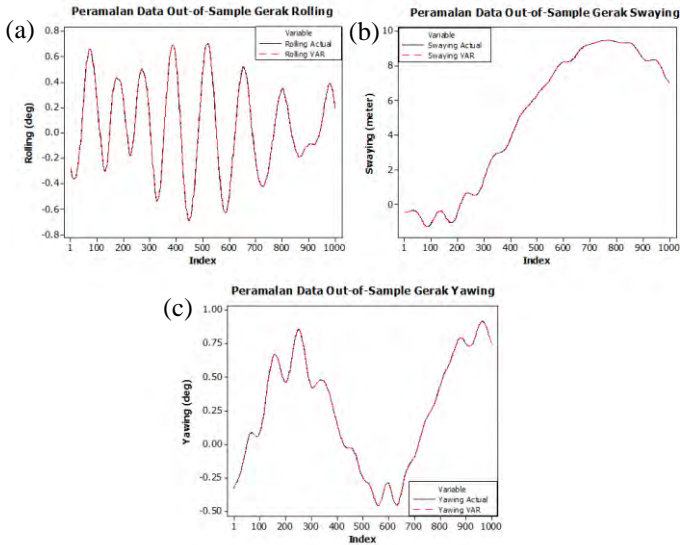 (a)
Peramalan Data Out-of-Sample Gerak Rolling
Variable
Rolling Actual
Rolling VAR
Rolling (deg)
0.8
0.6
0.4
0.2
0.0
-0.2
-0.4
-0.6
-0.8
1 100 200 300 400 500 600 700 800 900 1000
Index
(b)
Peramalan Data Out-of-Sample Gerak Swaying
Variable
Swaying Actual
Swaying VAR
Swaying (meter)
10
8
6
4
2
0
1 100 200 300 400 500 600 700 800 900 1000
Index
(c)
Peramalan Data Out-of-Sample Gerak Yawing
Yawing (deg)
1.00
0.75
0.50
0.25
0.00
-0.25
-0.50
Variable
Yawing Actual
Yawing VAR
1 100 200 300 400 500 600 700 800 900 1000
Index